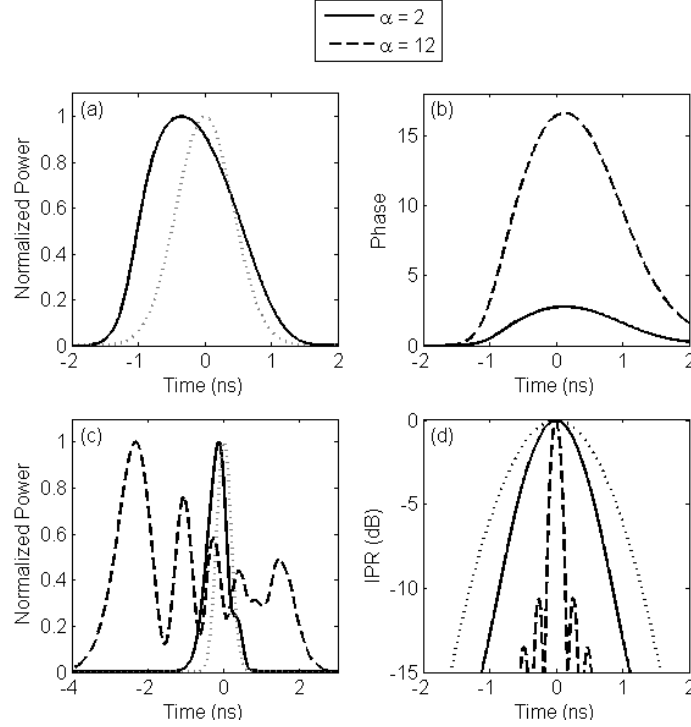 α = 2
α = 12
(a)
Normalized Power
1
0.8
0.6
0.4
0.2
0
-2 -1 0 1 2
Time (ns)
(b)
Phase
15
10
5
0
-2 -1 0 1 2
Time (ns)
(c)
Normalized Power
1
0.8
0.6
0.4
0.2
0
-4 -2 0 2
Time (ns)
(d)
IPR (dB)
0
-5
-10
-15
-2 -1 0 1 2
Time (ns)